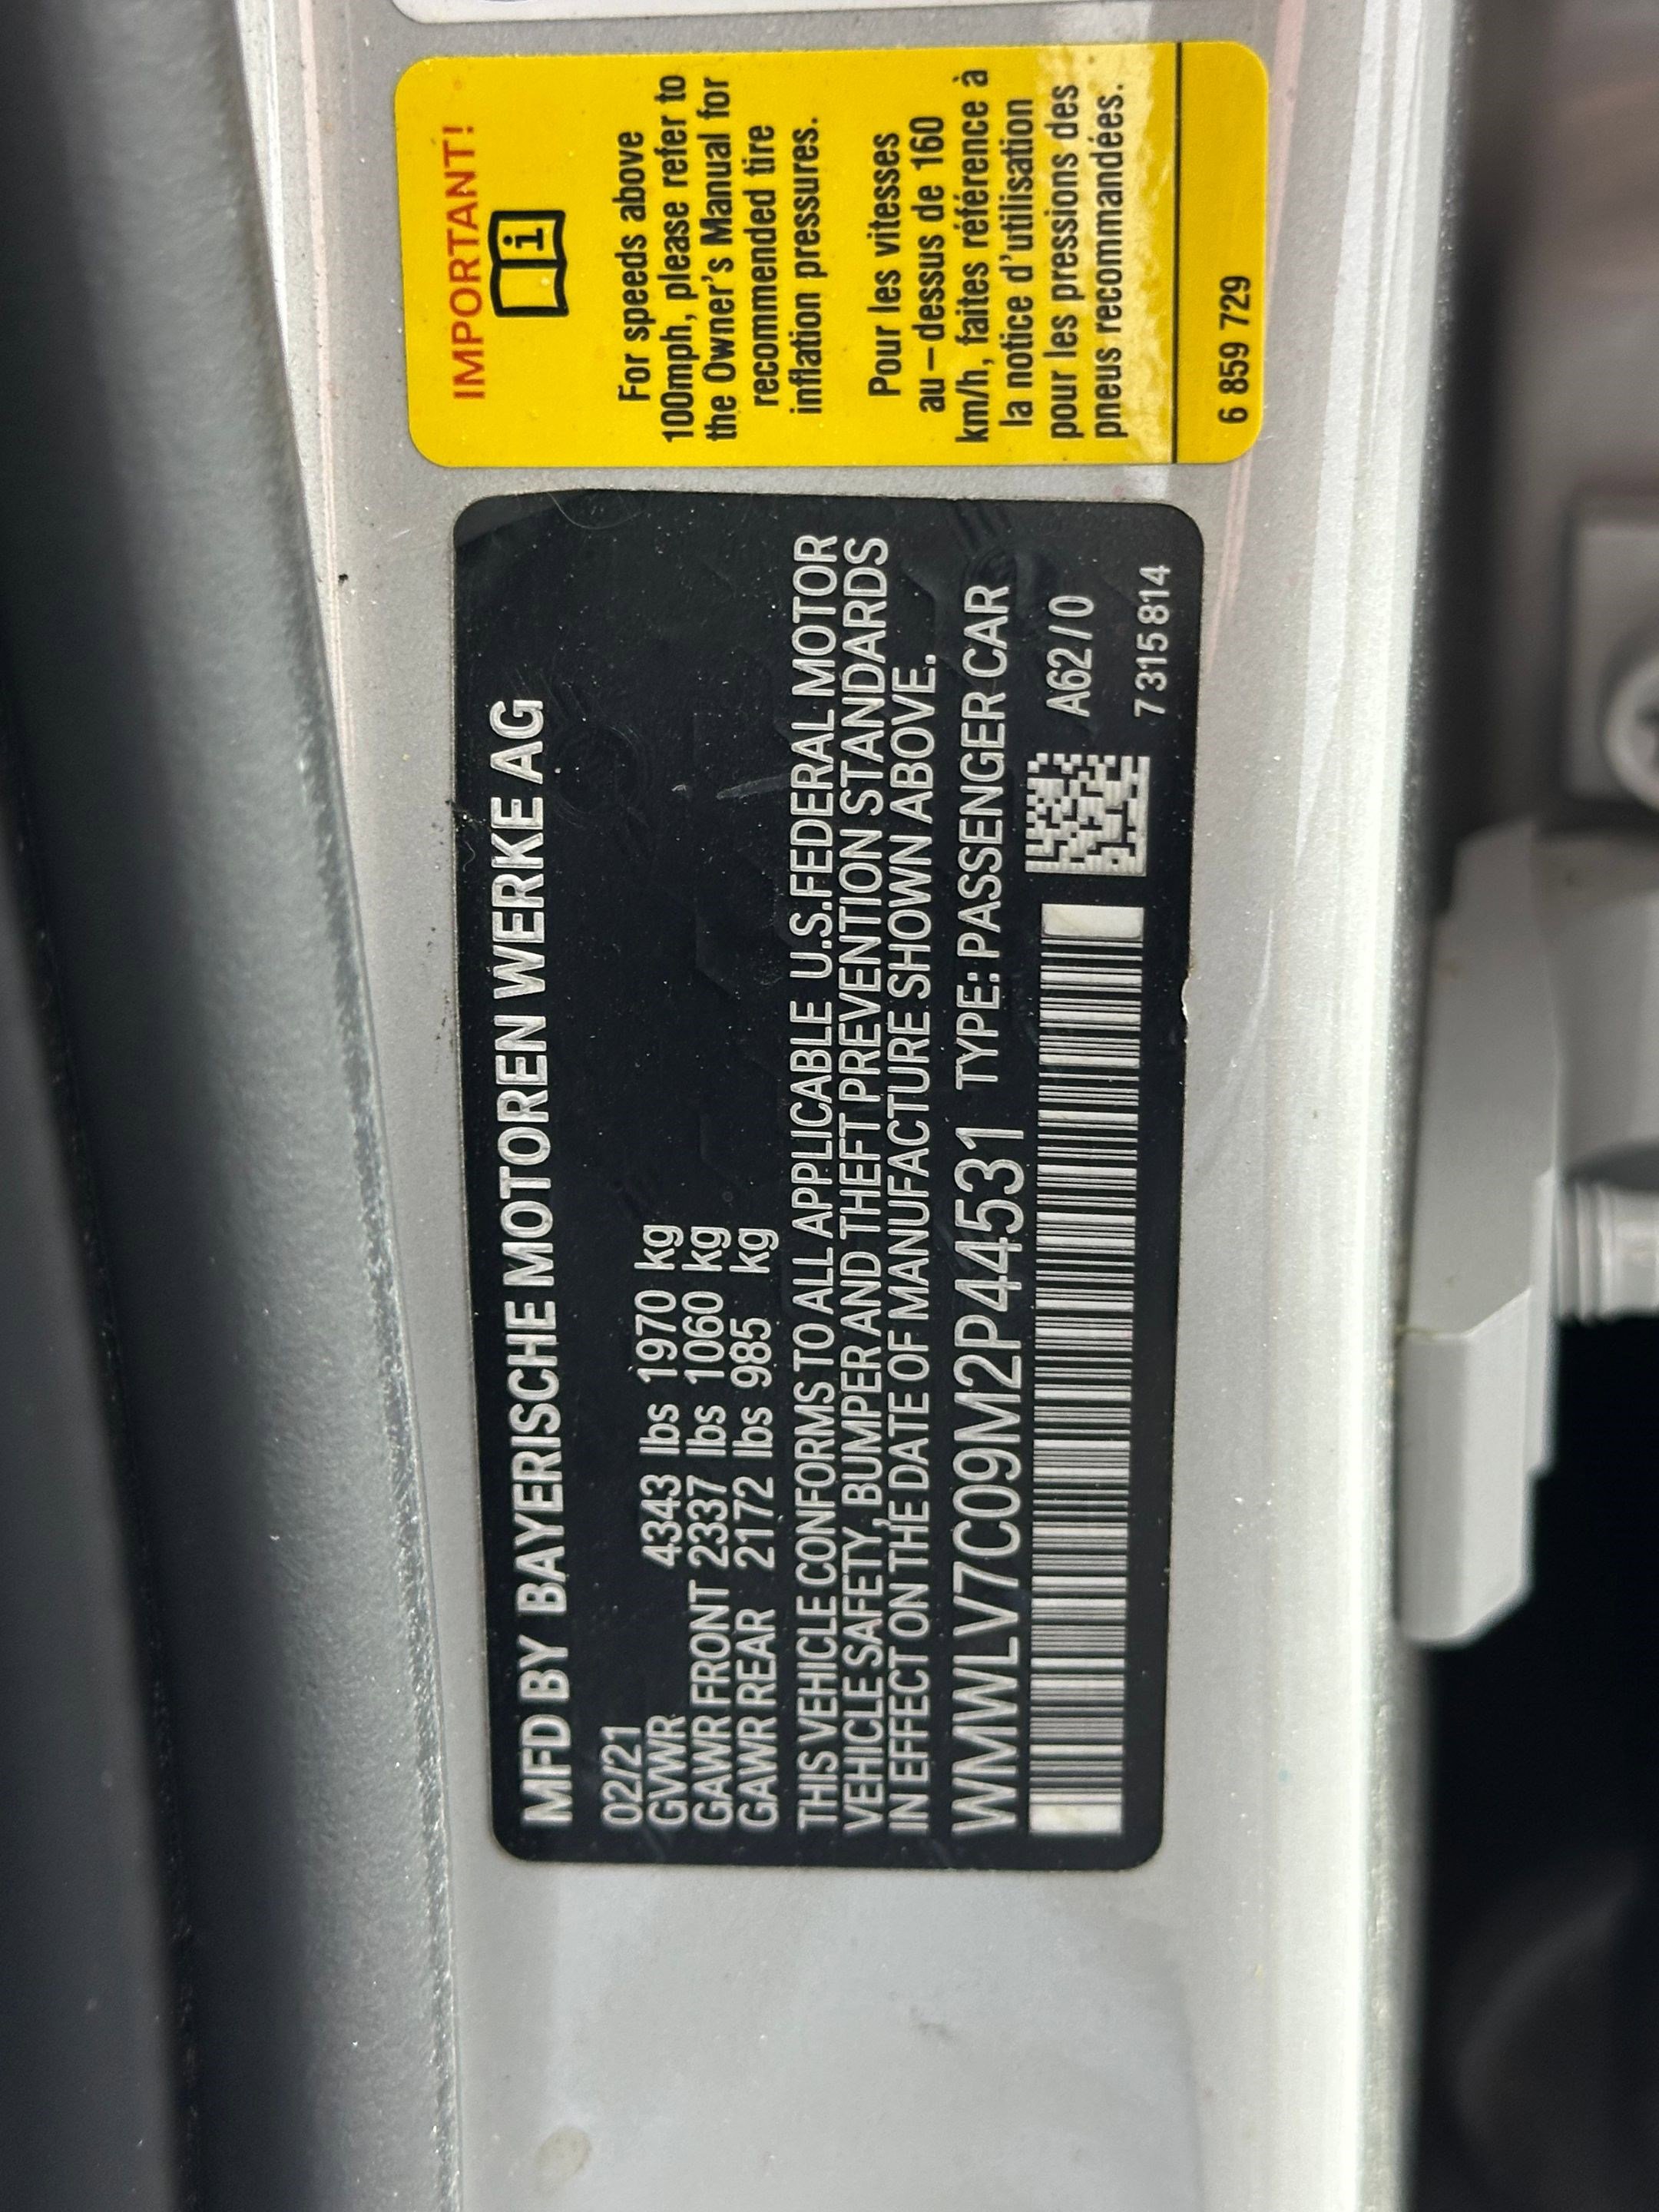 MFD BY BAYERISCHE MOTOREN WERKE AG
02/21
GVWR 4343 lbs 1970 kg
GAWR FRONT 2337 lbs 1060 kg
GAWR REAR 2172 lbs 985 kg
THIS VEHICLE CONFORMS TO ALL APPLICABLE U.S.FEDERAL MOTOR
VEHICLE SAFETY, BUMPER AND THEFT PREVENTION STANDARDS
IN EFFECT ON THE DATE OF MANUFACTURE SHOWN ABOVE.
WMWLV7C09M2P44531 TYPE: PASSENGER CAR
A62/0
7315814
IMPORTANT!
i
For speeds above
100mph, please refer to
the Owner's Manual for
recommended tire
inflation pressures.
Pour les vitesses
au-dessus de 160
km/h, faites référence à
la notice d'utilisation
pour les pressions des
pneus recommandées.
6 859 729